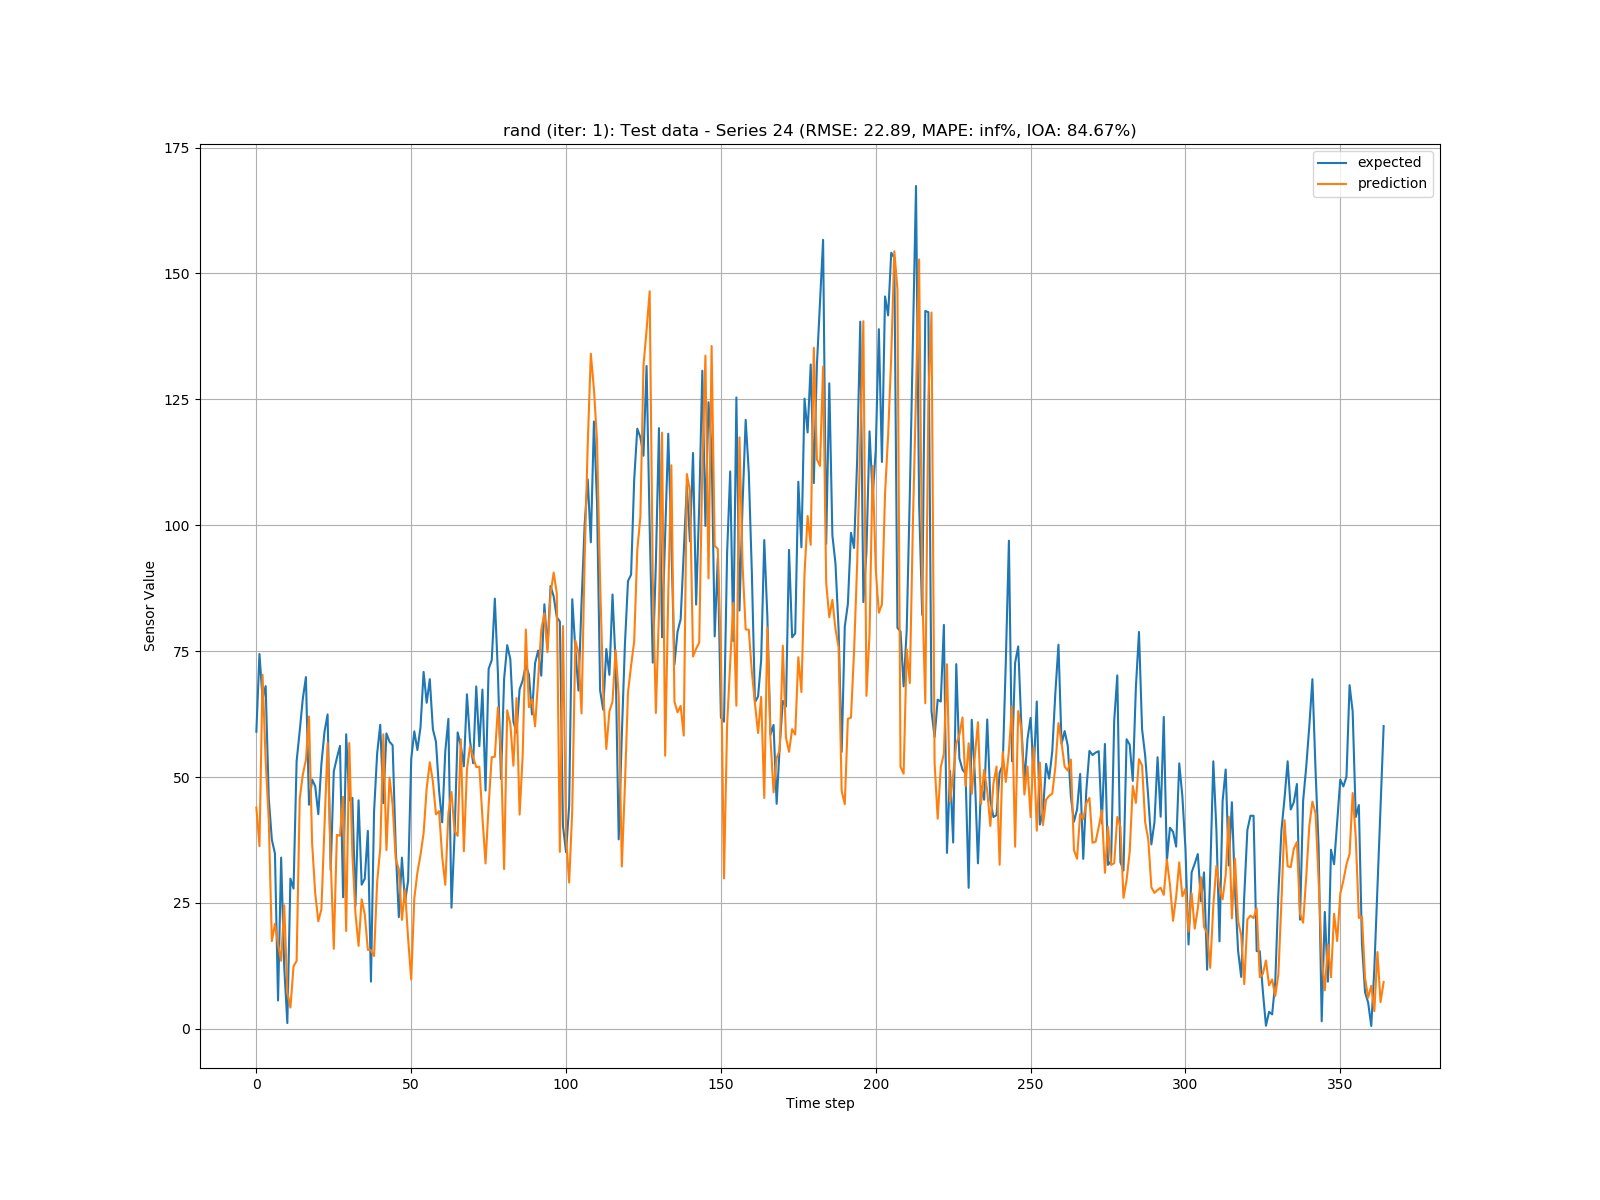 rand (iter: 1): Test data - Series 24 (RMSE: 22.89, MAPE: inf%, IOA: 84.67%)
expected
prediction
Sensor Value
175
150
125
100
75
50
25
0
0 50 100 150 200 250 300 350
Time step